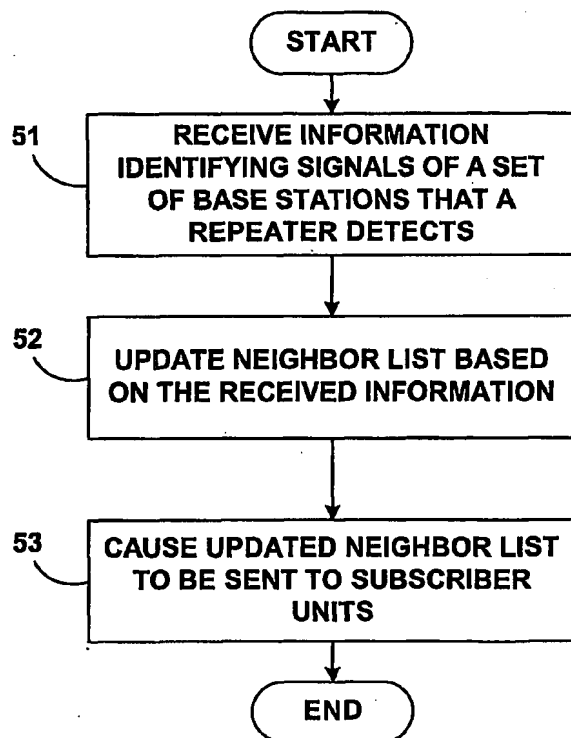 START
51
RECEIVE INFORMATION
IDENTIFYING SIGNALS OF A SET
OF BASE STATIONS THAT A
REPEATER DETECTS
52
UPDATE NEIGHBOR LIST BASED
ON THE RECEIVED INFORMATION
53
CAUSE UPDATED NEIGHBOR LIST
TO BE SENT TO SUBSCRIBER
UNITS
END